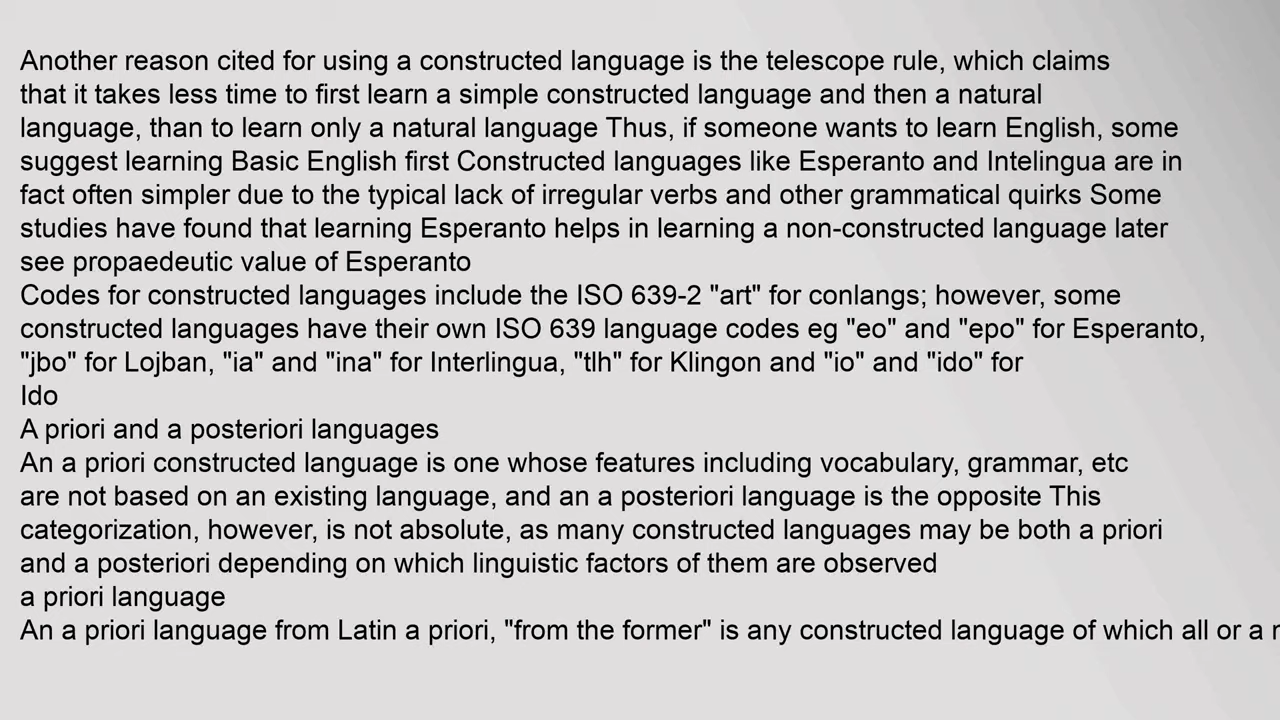 Another reason cited for using a constructed language is the telescope rule, which claims
that it takes less time to first learn a simple constructed language and then a natural
language, than to learn only a natural language Thus, if someone wants to learn English, some
suggest learning Basic English first Constructed languages like Esperanto and Intelingua are in
fact often simpler due to the typical lack of irregular verbs and other grammatical quirks Some
studies have found that learning Esperanto helps in learning a non-constructed language later
see propaedeutic value of Esperanto
Codes for constructed languages include the ISO 639-2 "art" for conlangs; however, some
constructed languages have their own ISO 639 language codes eg "eo" and "epo" for Esperanto,
"jbo" for Lojban, "ia" and "ina" for Interlingua, "tlh" for Klingon and "io" and "ido" for
Ido
A priori and a posteriori languages
An a priori constructed language is one whose features including vocabulary, grammar, etc
are not based on an existing language, and an a posteriori language is the opposite This
categorization, however, is not absolute, as many constructed languages may be both a priori
and a posteriori depending on which linguistic factors of them are observed
a priori language
An a priori language from Latin a priori, "from the former" is any constructed language of which all or a